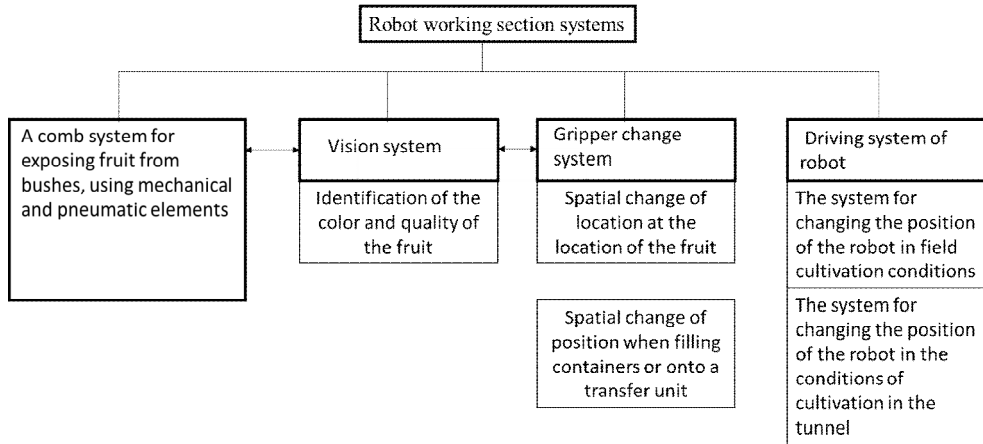 Robot working section systems
A comb system for
exposing fruit from
bushes, using mechanical
and pneumatic elements
Vision system
Identification of the
color and quality of
the fruit
Gripper change
system
Spatial change of
location at the
location of the fruit
Spatial change of
position when filling
containers or onto a
transfer unit
Driving system of
robot
The system for
changing the position
of the robot in field
cultivation conditions
The system for
changing the position
of the robot in the
conditions of
cultivation in the
tunnel